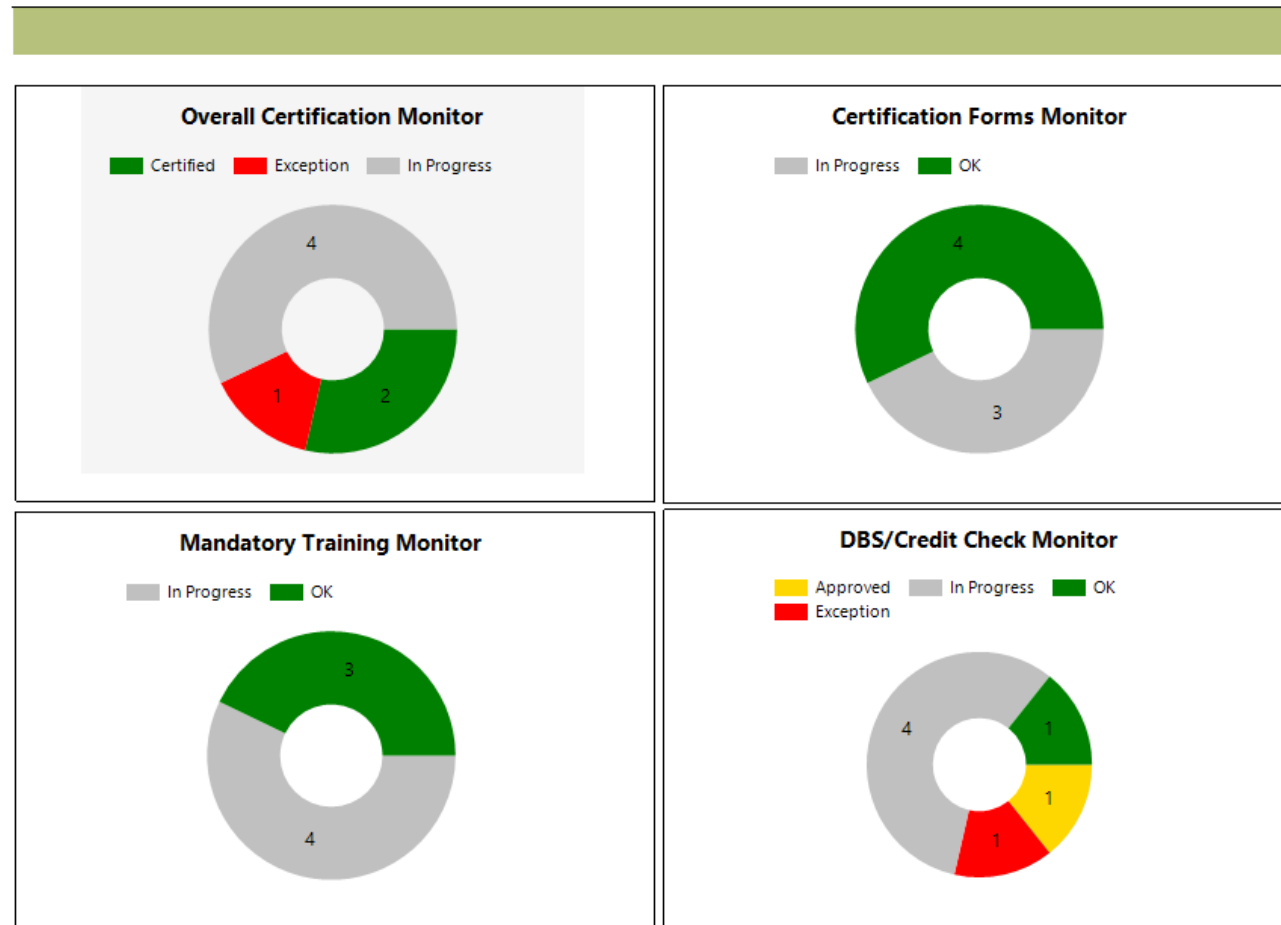 Overall Certification Monitor
Certified Exception In Progress
4
1
2
Certification Forms Monitor
In Progress OK
4
3
Mandatory Training Monitor
In Progress OK
3
4
DBS/Credit Check Monitor
Approved In Progress OK
Exception
4
1
1
1